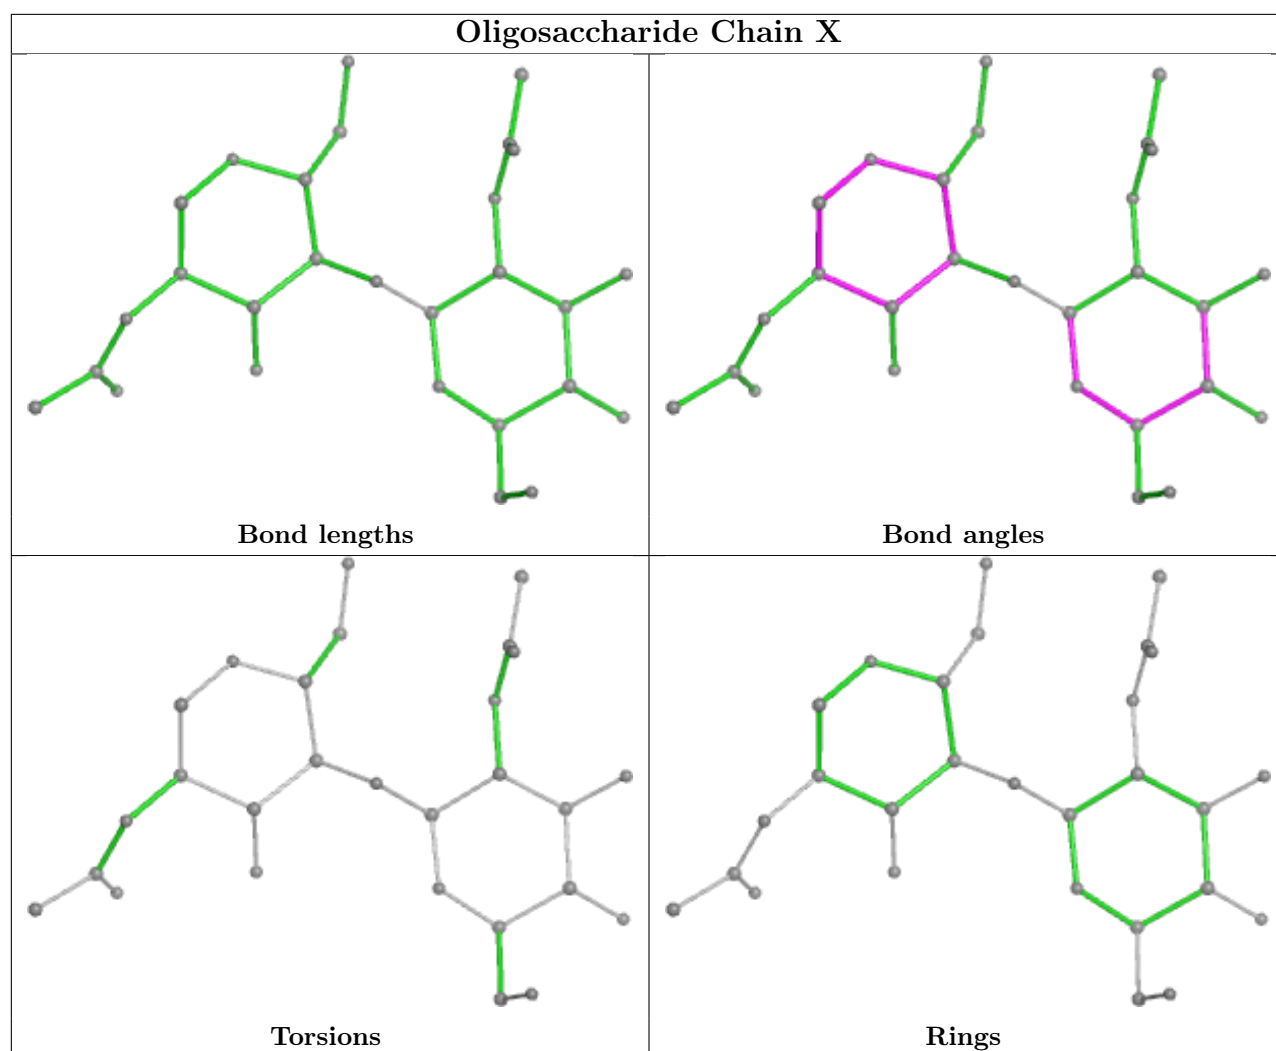 Oligosaccharide Chain X
Bond lengths
Bond angles
Torsions
Rings